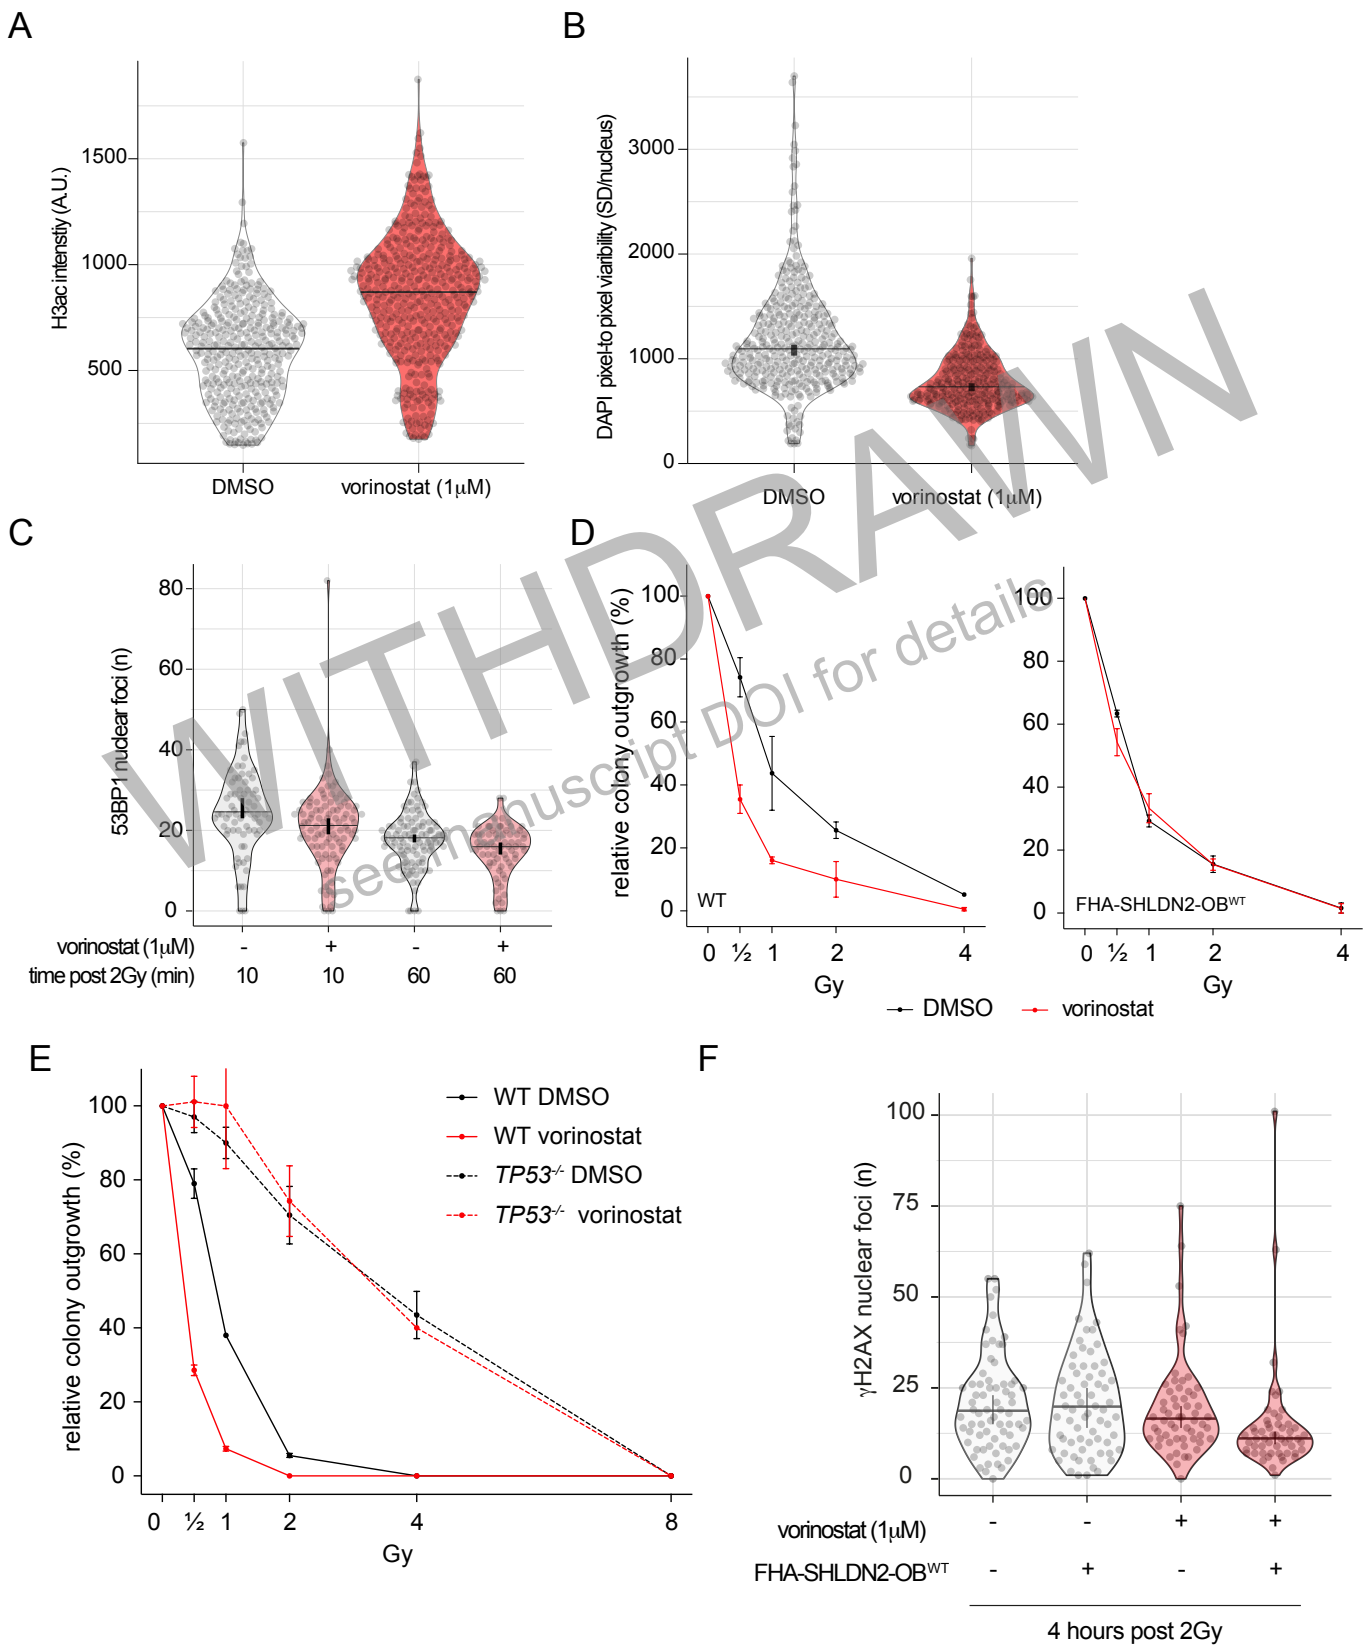 A
H3ac intenstiy (A.U.)
1500
1000
500
DMSO
vorinostat (1µM)
B
DAPI pixel-to pixel viaribility (SD/nucleus)
3000
2000
1000
0
DMSO
vorinostat (1µM)
WITHDRAWN
see manuscript DOI for details
C
53BP1 nuclear foci (n)
80
60
40
20
0
vorinostat (1µM) - + - +
time post 2Gy (min) 10 10 60 60
D
relative colony outgrowth (%)
100
80
60
40
20
0
WT
0 ½ 1 2 4
Gy
100
80
60
40
20
0
FHA-SHLDN2-OBWT
0 ½ 1 2 4
Gy
DMSO vorinostat
E
relative colony outgrowth (%)
100
80
60
40
20
0
WT DMSO
WT vorinostat
TP53-/- DMSO
TP53-/- vorinostat
0 ½ 1 2 4 8
Gy
F
γH2AX nuclear foci (n)
100
75
50
25
0
vorinostat (1µM) - - + +
FHA-SHLDN2-OBWT - + - +
4 hours post 2Gy